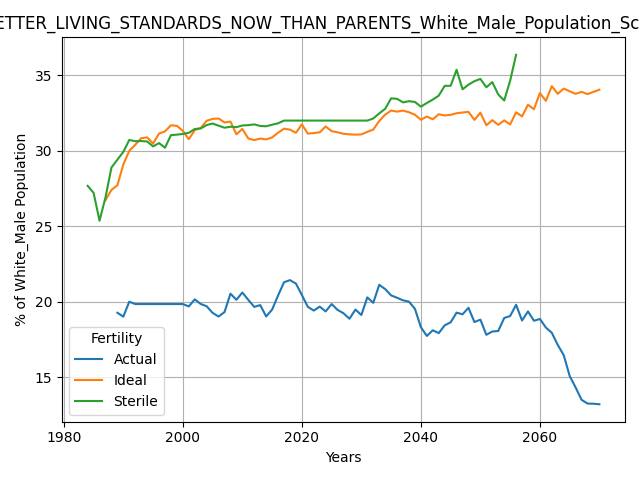 ETTER_LIVING_STANDARDS_NOW_THAN_PARENTS_White_Male_Population_Sc
% of White_Male Population
35
30
25
20
15
Fertility
Actual
Ideal
Sterile
1980
2000
2020
2040
2060
Years